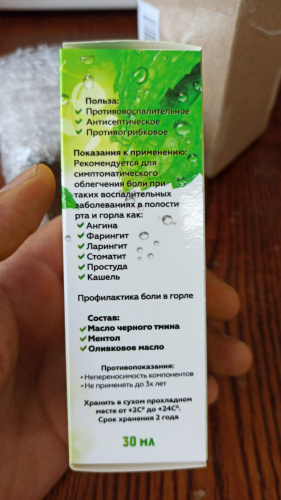 Польза:
Противовоспалительное
Антисептическое
Противогрибковое
Показания к применению:
Рекомендуется для
симптоматического
облегчения боли при
таких воспалительных
заболеваниях в полости
рта и горла как:
Ангина
Фарингит
Ларингит
Стоматит
Простуда
Кашель
Профилактика боли в горле
Состав:
Масло черного тмина
Ментол
Оливковое масло
Противопоказания:
• Непереносимость компонентов
• Не применять до 3х лет
Хранить в сухом прохладном
месте от +2С⁰ до +24С⁰.
Срок хранения 2 года
30 мл